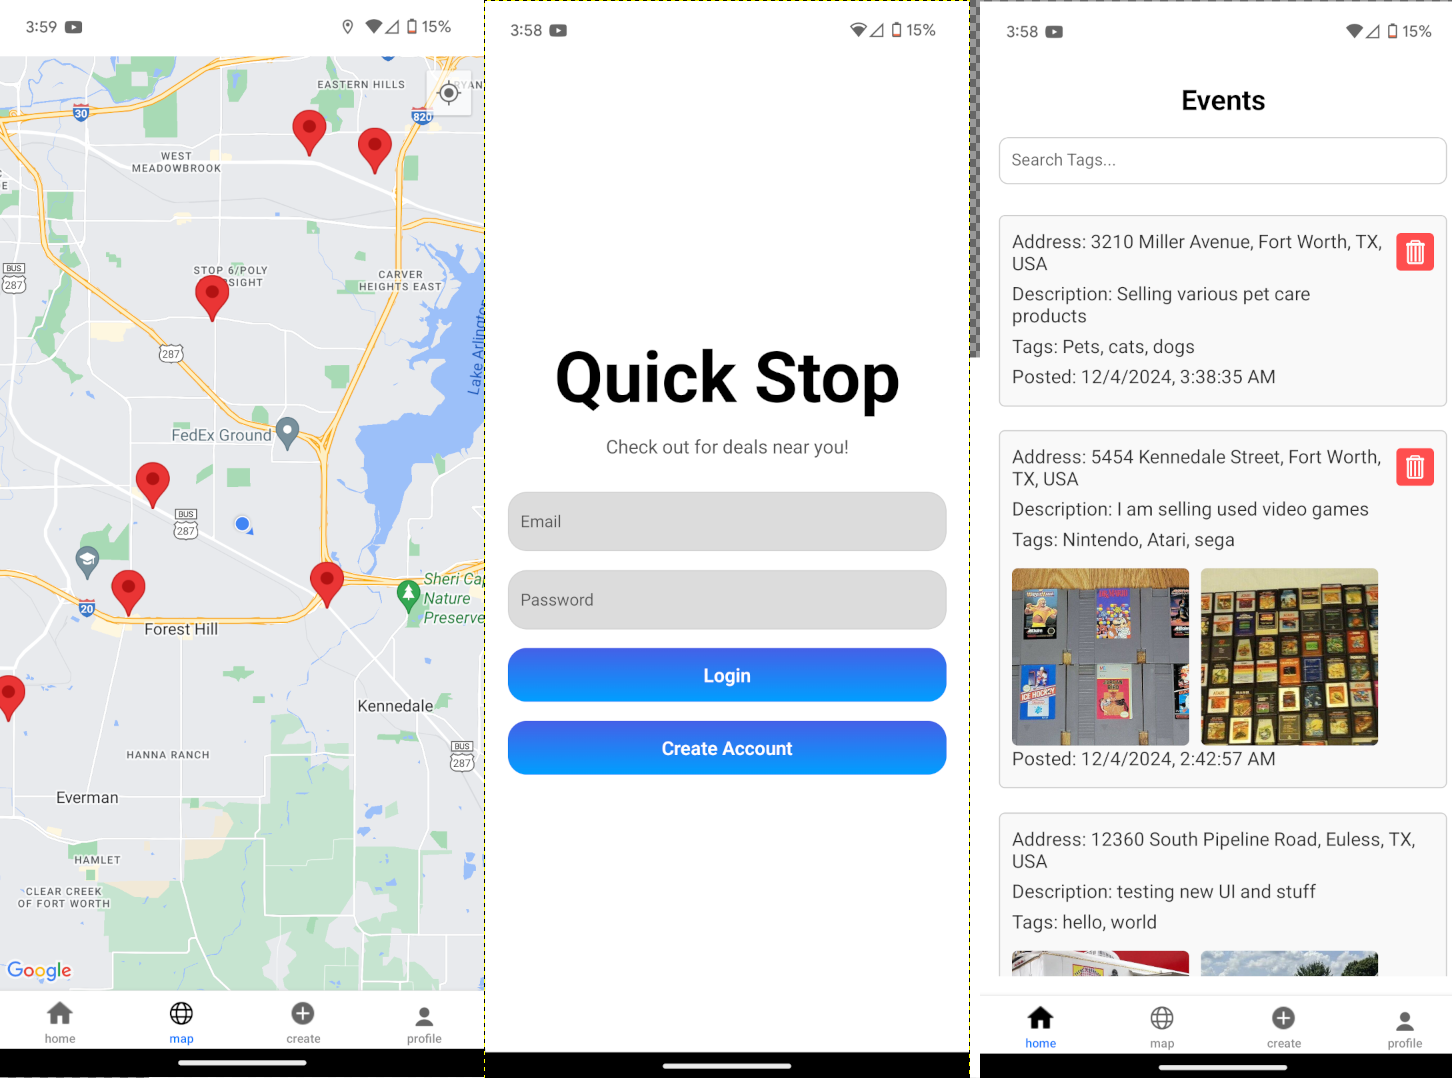 3:59
15%
EASTERN HILLS
30
820
WEST
MEADOWBROOK
STOP 6/POLY
SIGHT
CARVER
HEIGHTS EAST
BUS
287
287
Lake Arlington
FedEx Ground
BUS
287
20
Forest Hill
Nature
Preserve
Kennedale
HANNA RANCH
BUS
287
Everman
HAMLET
CLEAR CREEK
OF FORT WORTH
Google
home
map
create
profile
3:58
15%
Quick Stop
Check out for deals near you!
Email
Password
Login
Create Account
3:58
15%
Events
Search Tags...
Address: 3210 Miller Avenue, Fort Worth, TX,
USA
Description: Selling various pet care
products
Tags: Pets, cats, dogs
Posted: 12/4/2024, 3:38:35 AM
Address: 5454 Kennedale Street, Fort Worth,
TX, USA
Description: I am selling used video games
Tags: Nintendo, Atari, sega
ICE HOCKEY
Posted: 12/4/2024, 2:42:57 AM
Address: 12360 South Pipeline Road, Euless, TX,
USA
Description: testing new UI and stuff
Tags: hello, world
home
map
create
profile